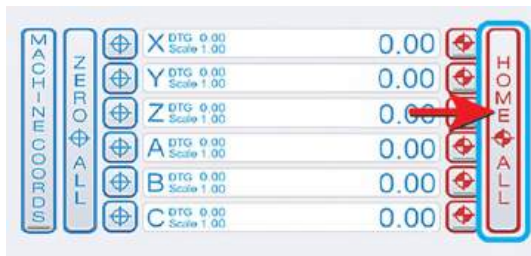 MACHINE COORDS
ZERO ALL
X DTG 0.00 Scale 1.00 0.00
Y DTG 0.00 Scale 1.00 0.00
Z DTG 0.00 Scale 1.00 0.00
A DTG 0.00 Scale 1.00 0.00
B DTG 0.00 Scale 1.00 0.00
C DTG 0.00 Scale 1.00 0.00
HOME ALL